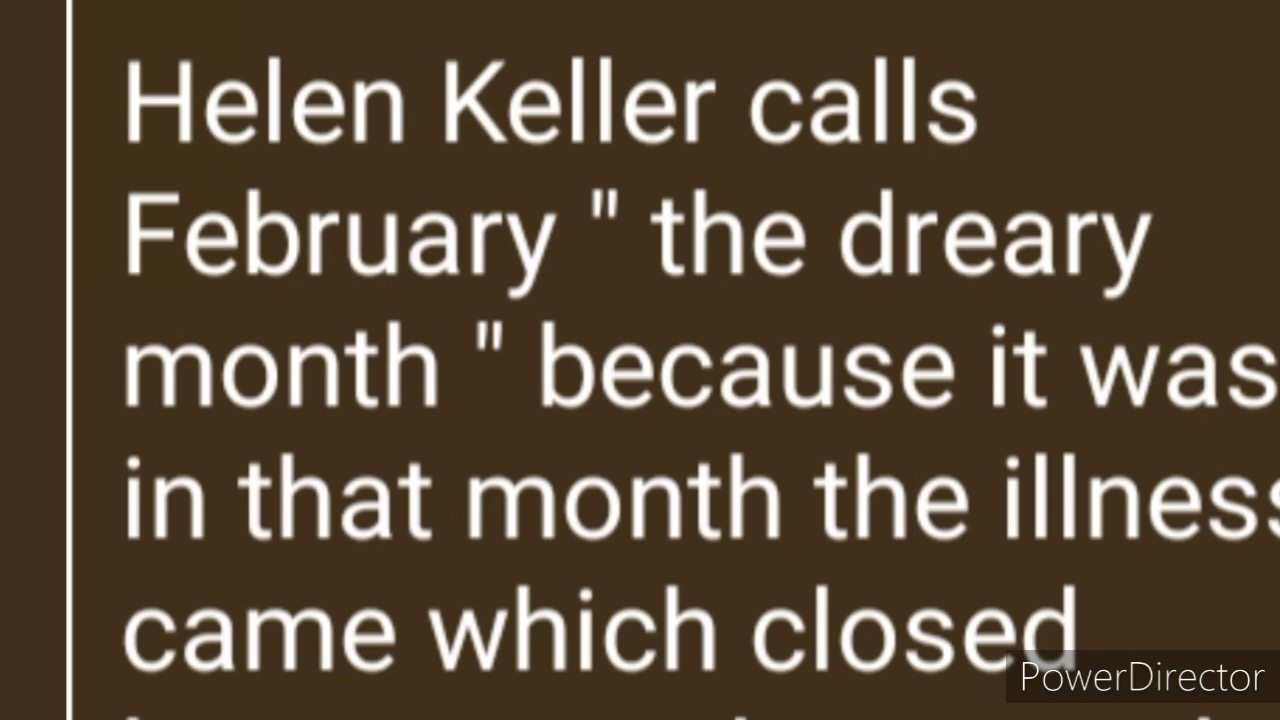 Helen Keller calls
February " the dreary
month " because it was
in that month the illness
came which closed
PowerDirector